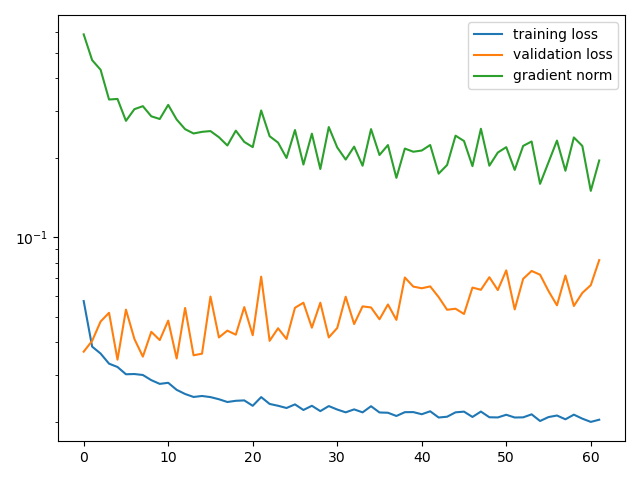 training loss
validation loss
gradient norm
10⁻¹
0 10 20 30 40 50 60